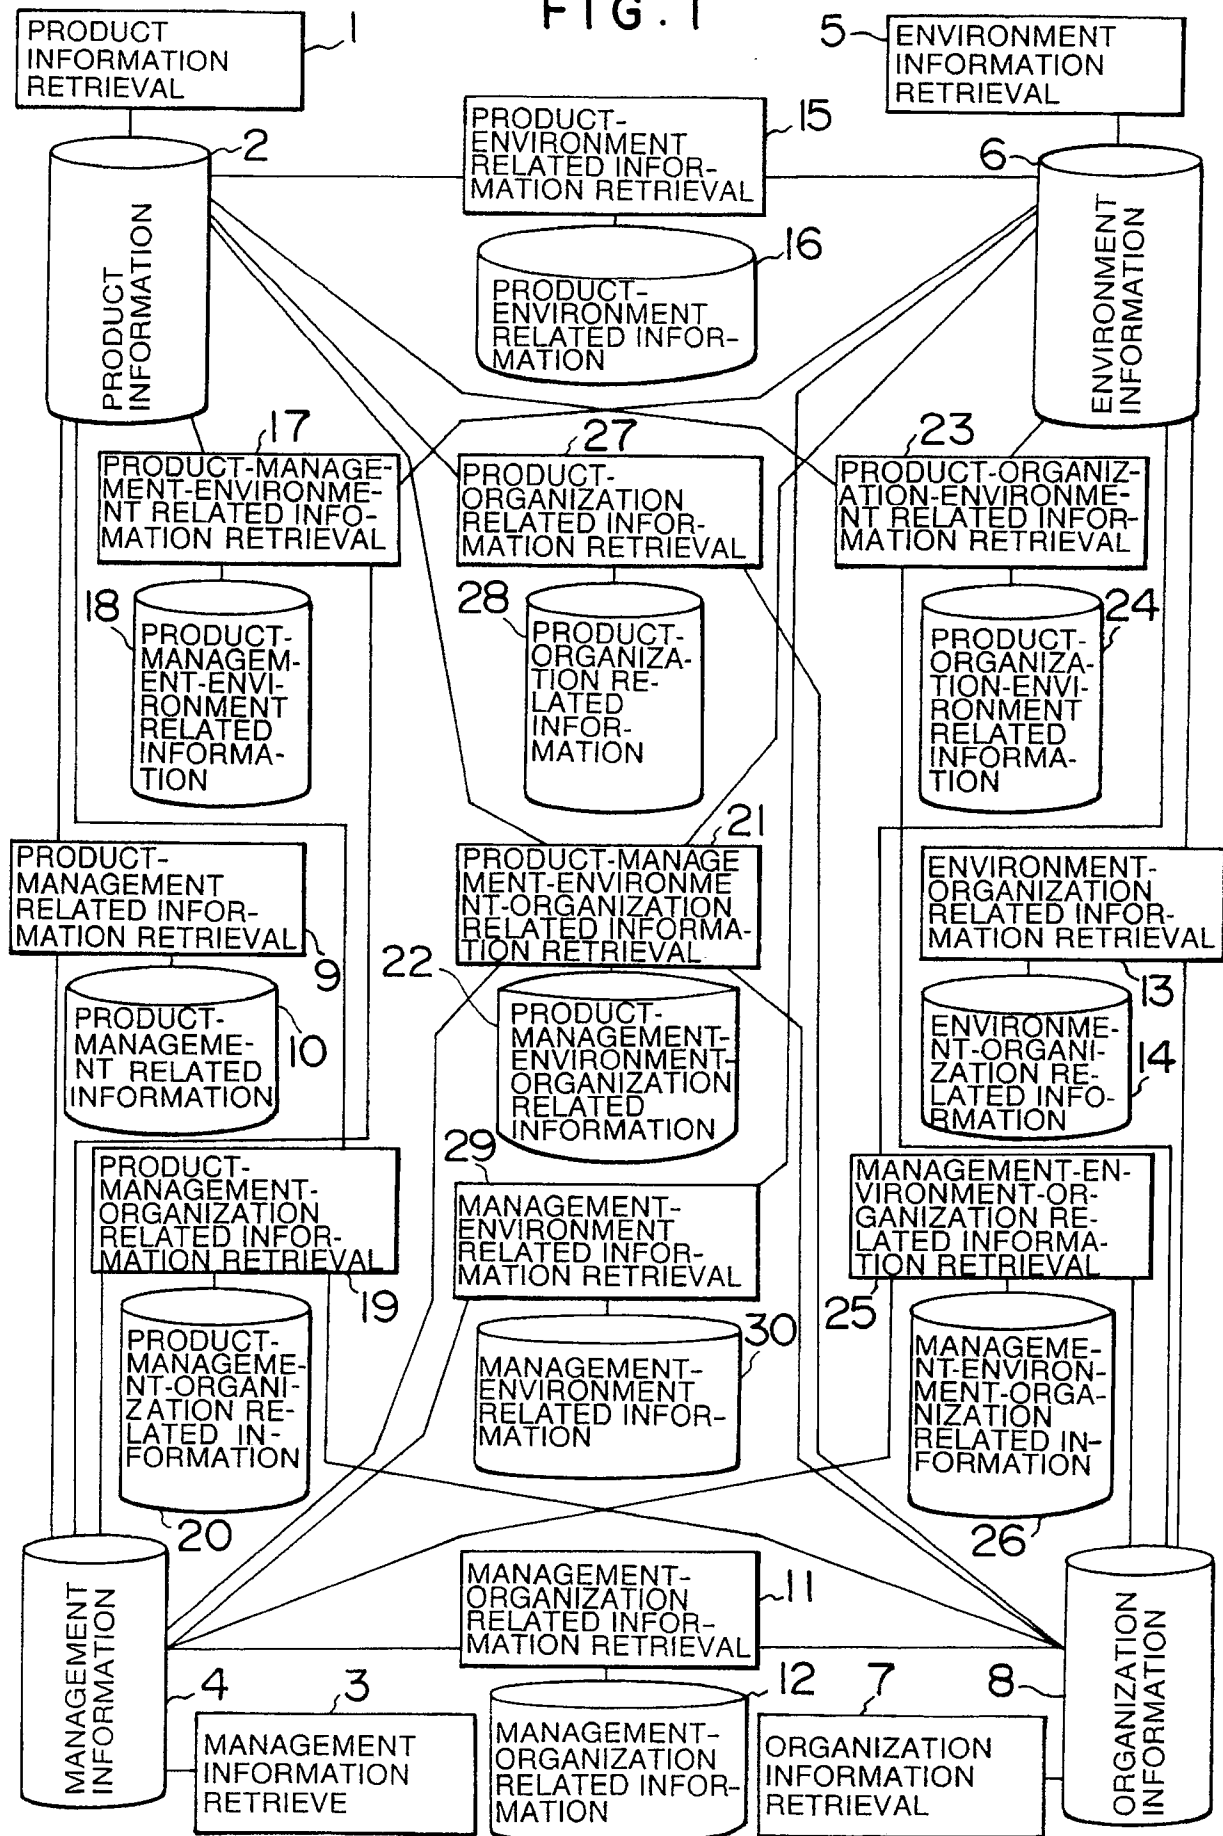 FIG. 1
PRODUCT
INFORMATION
RETRIEVAL
1
5
ENVIRONMENT
INFORMATION
RETRIEVAL
2
PRODUCT
INFORMATION
PRODUCT-
ENVIRONMENT
RELATED INFOR-
MATION RETRIEVAL
15
6
ENVIRONMENT
INFORMATION
16
PRODUCT-
ENVIRONMENT
RELATED INFOR-
MATION
17
PRODUCT-MANAGE-
MENT-ENVIRONME-
NT RELATED INFO-
MATION RETRIEVAL
27
PRODUCT-
ORGANIZATION
RELATED INFOR-
MATION RETRIEVAL
23
PRODUCT-ORGANIZ-
ATION-ENVIRONME-
NT RELATED INFOR-
MATION RETRIEVAL
18
PRODUCT-
MANAGEM-
ENT-ENVI-
RONMENT
RELATED
INFORMA-
TION
28
PRODUCT-
ORGANIZA-
TION RE-
LATED
INFOR-
MATION
24
PRODUCT-
ORGANIZA-
TION-ENVI-
RONMENT
RELATED
INFORMA-
TION
PRODUCT-
MANAGEMENT
RELATED INFOR-
MATION RETRIEVAL
9
21
PRODUCT-MANAGE
MENT-ENVIRONME
NT-ORGANIZATION
RELATED INFORMA-
TION RETRIEVAL
ENVIRONMENT-
ORGANIZATION
RELATED INFOR-
MATION RETRIEVAL
13
10
PRODUCT-
MANAGEME-
NT RELATED
INFORMATION
22
PRODUCT-
MANAGEMENT-
ENVIRONMENT-
ORGANIZATION
RELATED
INFORMATION
14
ENVIRONME-
NT-ORGANI-
ZATION RE-
LATED INFO-
RMATION
PRODUCT-
MANAGEMENT-
ORGANIZATION
RELATED INFOR-
MATION RETRIEVAL
19
29
MANAGEMENT-
ENVIRONMENT
RELATED INFOR-
MATION RETRIEVAL
MANAGEMENT-EN-
VIRONMENT-OR-
GANIZATION RE-
LATED INFORMA-
TION RETRIEVAL
25
PRODUCT-
MANAGEME-
NT-ORGANI-
ZATION RE-
LATED IN-
FORMATION
20
30
MANAGEMENT-
ENVIRONMENT
RELATED INFOR-
MATION
MANAGEME-
NT-ENVIRON-
MENT-ORGA-
NIZATION
RELATED IN-
FORMATION
26
MANAGEMENT
INFORMATION
4
MANAGEMENT-
ORGANIZATION
RELATED INFOR-
MATION RETRIEVAL
11
8
ORGANIZATION
INFORMATION
3
MANAGEMENT
INFORMATION
RETRIEVE
12
MANAGEMENT-
ORGANIZATION
RELATED INFOR-
MATION
7
ORGANIZATION
INFORMATION
RETRIEVAL